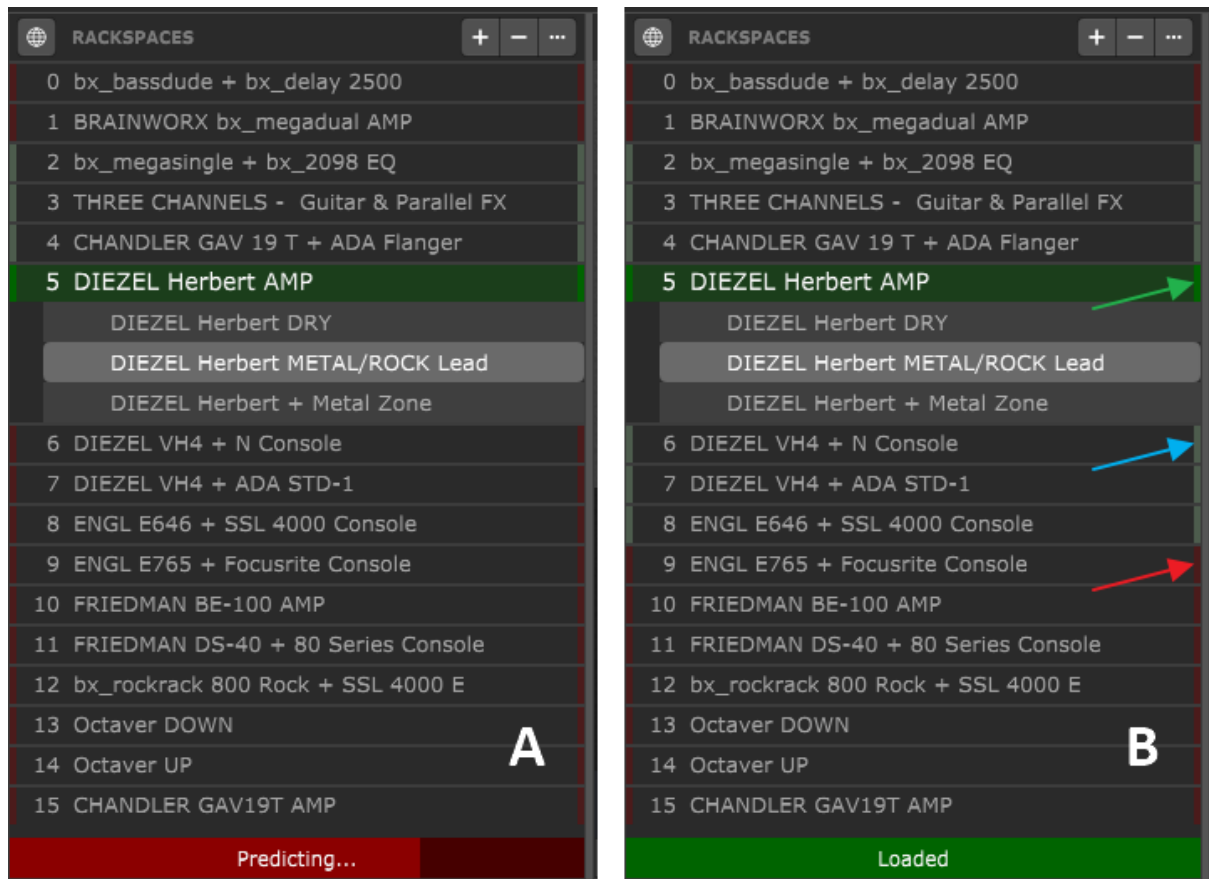 RACKSPACES + − ...
0 bx_bassdude + bx_delay 2500
1 BRAINWORX bx_megadual AMP
2 bx_megasingle + bx_2098 EQ
3 THREE CHANNELS - Guitar & Parallel FX
4 CHANDLER GAV 19 T + ADA Flanger
5 DIEZEL Herbert AMP
DIEZEL Herbert DRY
DIEZEL Herbert METAL/ROCK Lead
DIEZEL Herbert + Metal Zone
6 DIEZEL VH4 + N Console
7 DIEZEL VH4 + ADA STD-1
8 ENGL E646 + SSL 4000 Console
9 ENGL E765 + Focusrite Console
10 FRIEDMAN BE-100 AMP
11 FRIEDMAN DS-40 + 80 Series Console
12 bx_rockrack 800 Rock + SSL 4000 E
13 Octaver DOWN
14 Octaver UP
15 CHANDLER GAV19T AMP
A
Predicting...
RACKSPACES + − ...
0 bx_bassdude + bx_delay 2500
1 BRAINWORX bx_megadual AMP
2 bx_megasingle + bx_2098 EQ
3 THREE CHANNELS - Guitar & Parallel FX
4 CHANDLER GAV 19 T + ADA Flanger
5 DIEZEL Herbert AMP
DIEZEL Herbert DRY
DIEZEL Herbert METAL/ROCK Lead
DIEZEL Herbert + Metal Zone
6 DIEZEL VH4 + N Console
7 DIEZEL VH4 + ADA STD-1
8 ENGL E646 + SSL 4000 Console
9 ENGL E765 + Focusrite Console
10 FRIEDMAN BE-100 AMP
11 FRIEDMAN DS-40 + 80 Series Console
12 bx_rockrack 800 Rock + SSL 4000 E
13 Octaver DOWN
14 Octaver UP
15 CHANDLER GAV19T AMP
B
Loaded